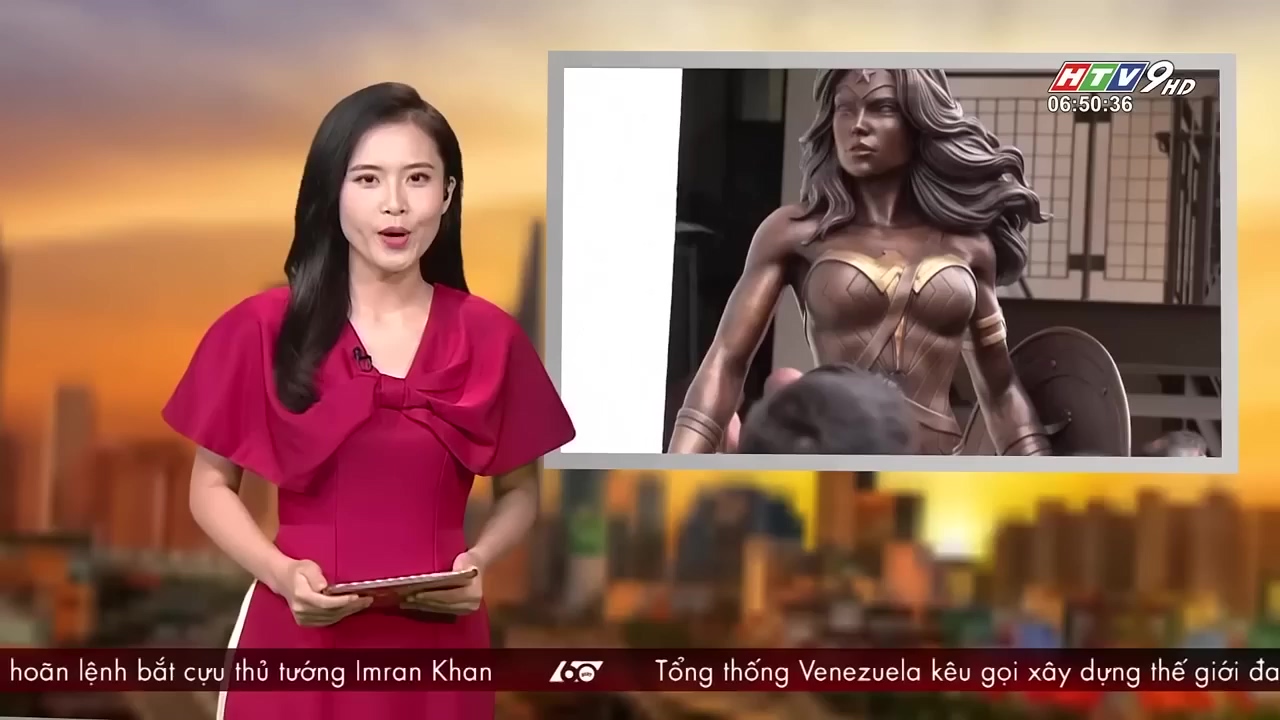 HTV9HD
06:50:36
hoãn lệnh bắt cựu thủ tướng Imran Khan 60 Tổng thống Venezuela kêu gọi xây dựng thế giới đa